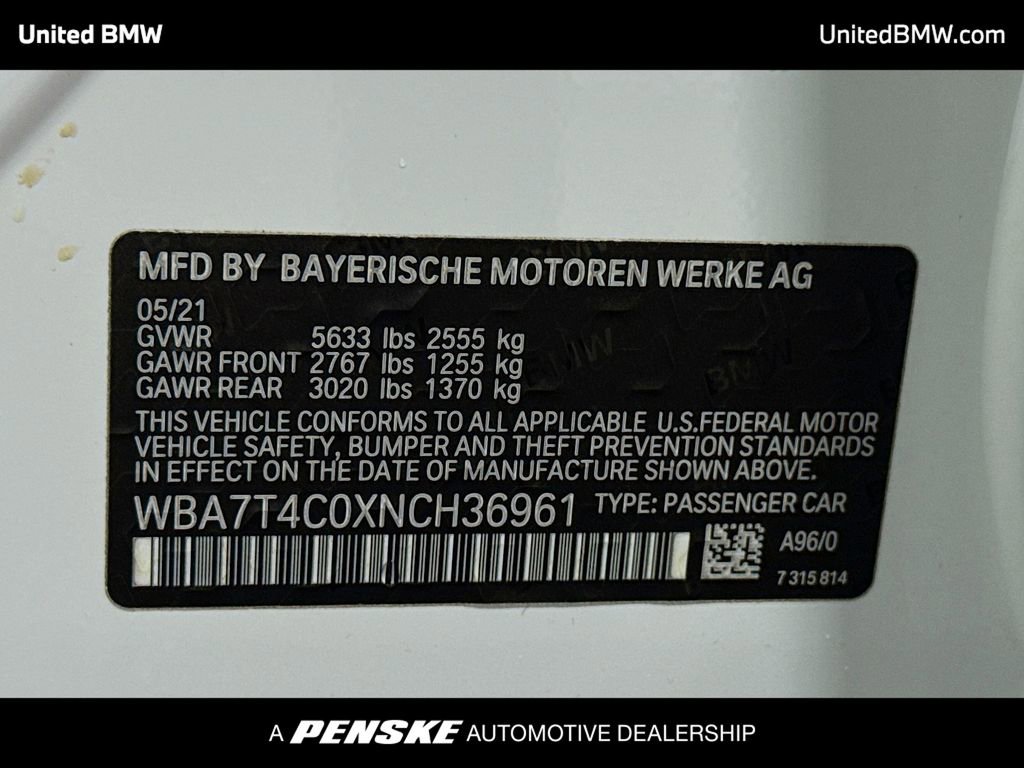 United BMW
UnitedBMW.com
MFD BY BAYERISCHE MOTOREN WERKE AG
05/21
GVWR 5633 lbs 2555 kg
GAWR FRONT 2767 lbs 1255 kg
GAWR REAR 3020 lbs 1370 kg
THIS VEHICLE CONFORMS TO ALL APPLICABLE U.S.FEDERAL MOTOR
VEHICLE SAFETY, BUMPER AND THEFT PREVENTION STANDARDS
IN EFFECT ON THE DATE OF MANUFACTURE SHOWN ABOVE.
WBA7T4C0XNCH36961 TYPE: PASSENGER CAR
A96/0
7 315 814
A PENSKE AUTOMOTIVE DEALERSHIP